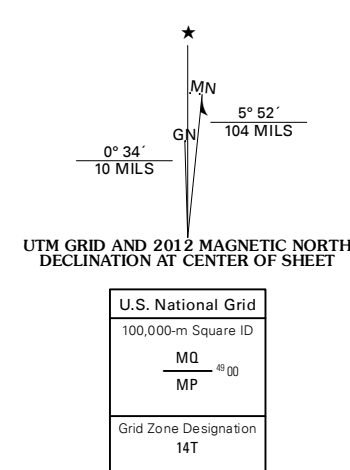 ★
MN
GN
5° 52´
104 MILS
0° 34´
10 MILS
UTM GRID AND 2012 MAGNETIC NORTH
DECLINATION AT CENTER OF SHEET
U.S. National Grid
100,000-m Square ID
MQ
49 00
MP
Grid Zone Designation
14T